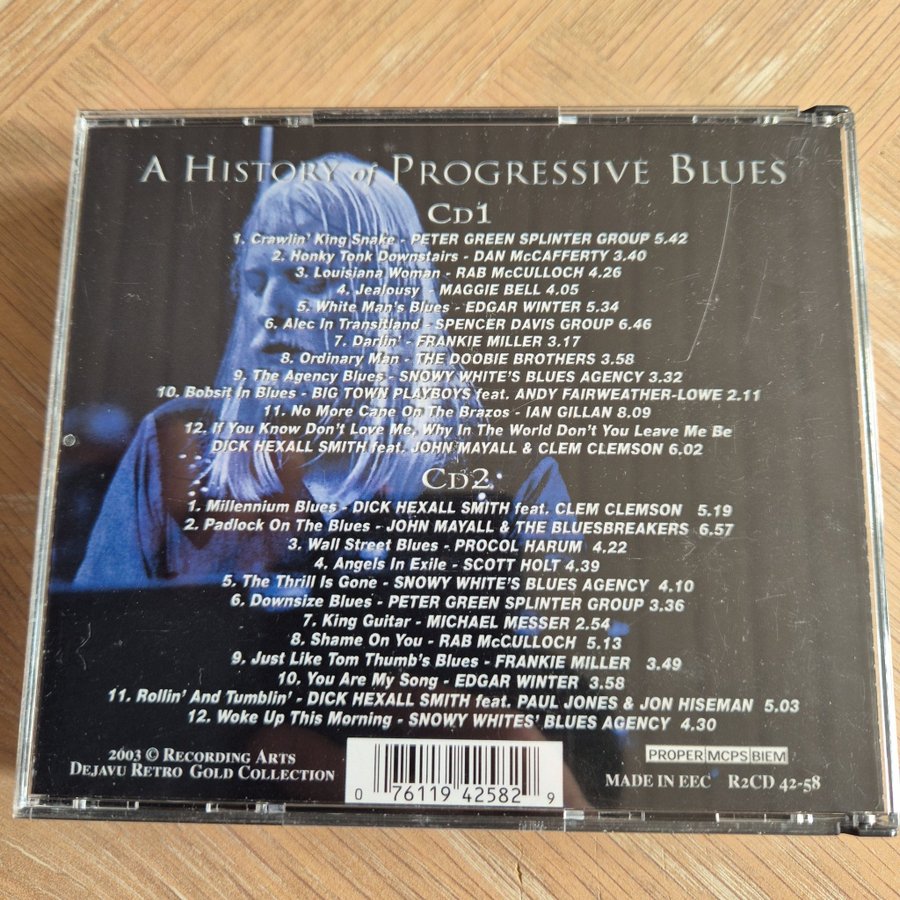 A HISTORY of PROGRESSIVE BLUES
CD1
1. Crawlin' King Snake - PETER GREEN SPLINTER GROUP 5.42
2. Honky Tonk Downstairs - DAN McCAFFERTY 3.40
3. Louisiana Woman - RAB McCULLOCH 4.26
4. Jealousy - MAGGIE BELL 4.05
5. White Man's Blues - EDGAR WINTER 5.34
6. Alec In Transitland - SPENCER DAVIS GROUP 6.46
7. Darlin' - FRANKIE MILLER 3.17
8. Ordinary Man - THE DOOBIE BROTHERS 3.58
9. The Agency Blues - SNOWY WHITE'S BLUES AGENCY 3.32
10. Bobsit In Blues - BIG TOWN PLAYBOYS feat. ANDY FAIRWEATHER-LOWE 2.11
11. No More Cane On The Brazos - IAN GILLAN 8.09
12. If You Know Don't Love Me, Why In The World Don't You Leave Me Be
DICK HEXALL SMITH feat. JOHN MAYALL & CLEM CLEMSON 6.02
CD2
1. Millennium Blues - DICK HEXALL SMITH feat. CLEM CLEMSON 5.19
2. Padlock On The Blues - JOHN MAYALL & THE BLUESBREAKERS 6.57
3. Wall Street Blues - PROCOL HARUM 4.22
4. Angels In Exile - SCOTT HOLT 4.39
5. The Thrill Is Gone - SNOWY WHITE'S BLUES AGENCY 4.10
6. Downsize Blues - PETER GREEN SPLINTER GROUP 3.36
7. King Guitar - MICHAEL MESSER 2.54
8. Shame On You - RAB McCULLOCH 5.13
9. Just Like Tom Thumb's Blues - FRANKIE MILLER 3.49
10. You Are My Song - EDGAR WINTER 3.58
11. Rollin' And Tumblin' - DICK HEXALL SMITH feat. PAUL JONES & JON HISEMAN 5.03
12. Woke Up This Morning - SNOWY WHITES' BLUES AGENCY 4.30
2003 © RECORDING ARTS
DEJAVU RETRO GOLD COLLECTION
0 76119 42582 9
PROPER MCPS BIEM
MADE IN EEC R2CD 42-58